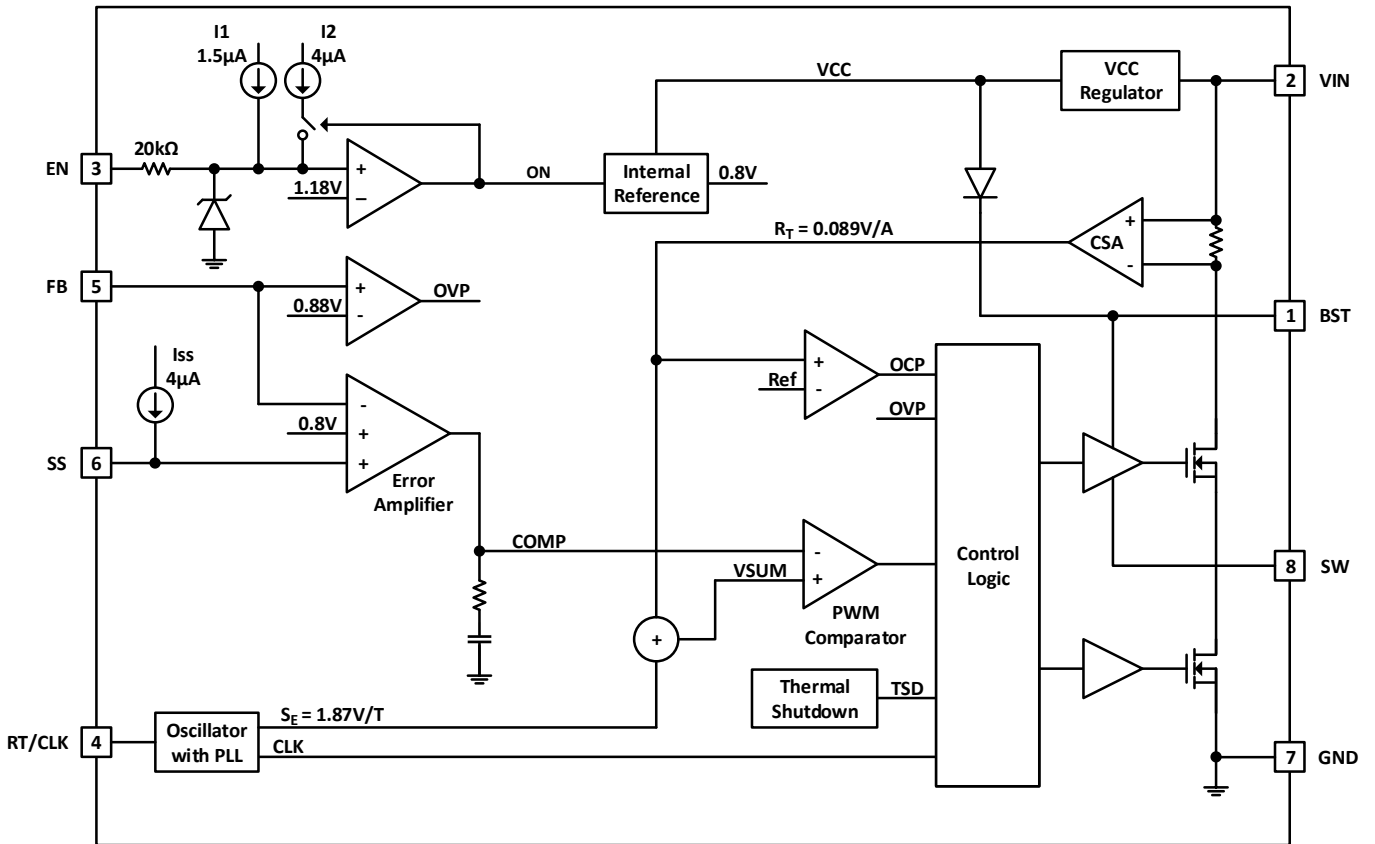 I1
1.5µA
I2
4µA
VCC
VCC
Regulator
2
VIN
EN
3
20kΩ
+
1.18V
–
ON
Internal
Reference
0.8V
RT = 0.089V/A
CSA
+
-
FB
5
+
0.88V
-
OVP
1
BST
Iss
4µA
+
Ref
-
OCP
OVP
-
0.8V
+
+
SS
6
Error
Amplifier
COMP
-
VSUM
+
PWM
Comparator
Control
Logic
8
SW
+
Thermal
Shutdown
TSD
RT/CLK
4
Oscillator
with PLL
SE = 1.87V/T
CLK
7
GND